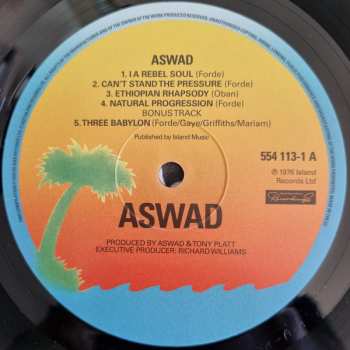 ASWAD
1. I A REBEL SOUL (Forde)
2. CAN'T STAND THE PRESSURE (Forde)
3. ETHIOPIAN RHAPSODY (Oban)
4. NATURAL PROGRESSION (Forde)
BONUS TRACK
5. THREE BABYLON (Forde/Gaye/Griffiths/Mariam)
Published by Island Music
554 113-1 A
℗ 1976 Island
Records Ltd
ASWAD
PRODUCED BY ASWAD & TONY PLATT
EXECUTIVE PRODUCER: RICHARD WILLIAMS